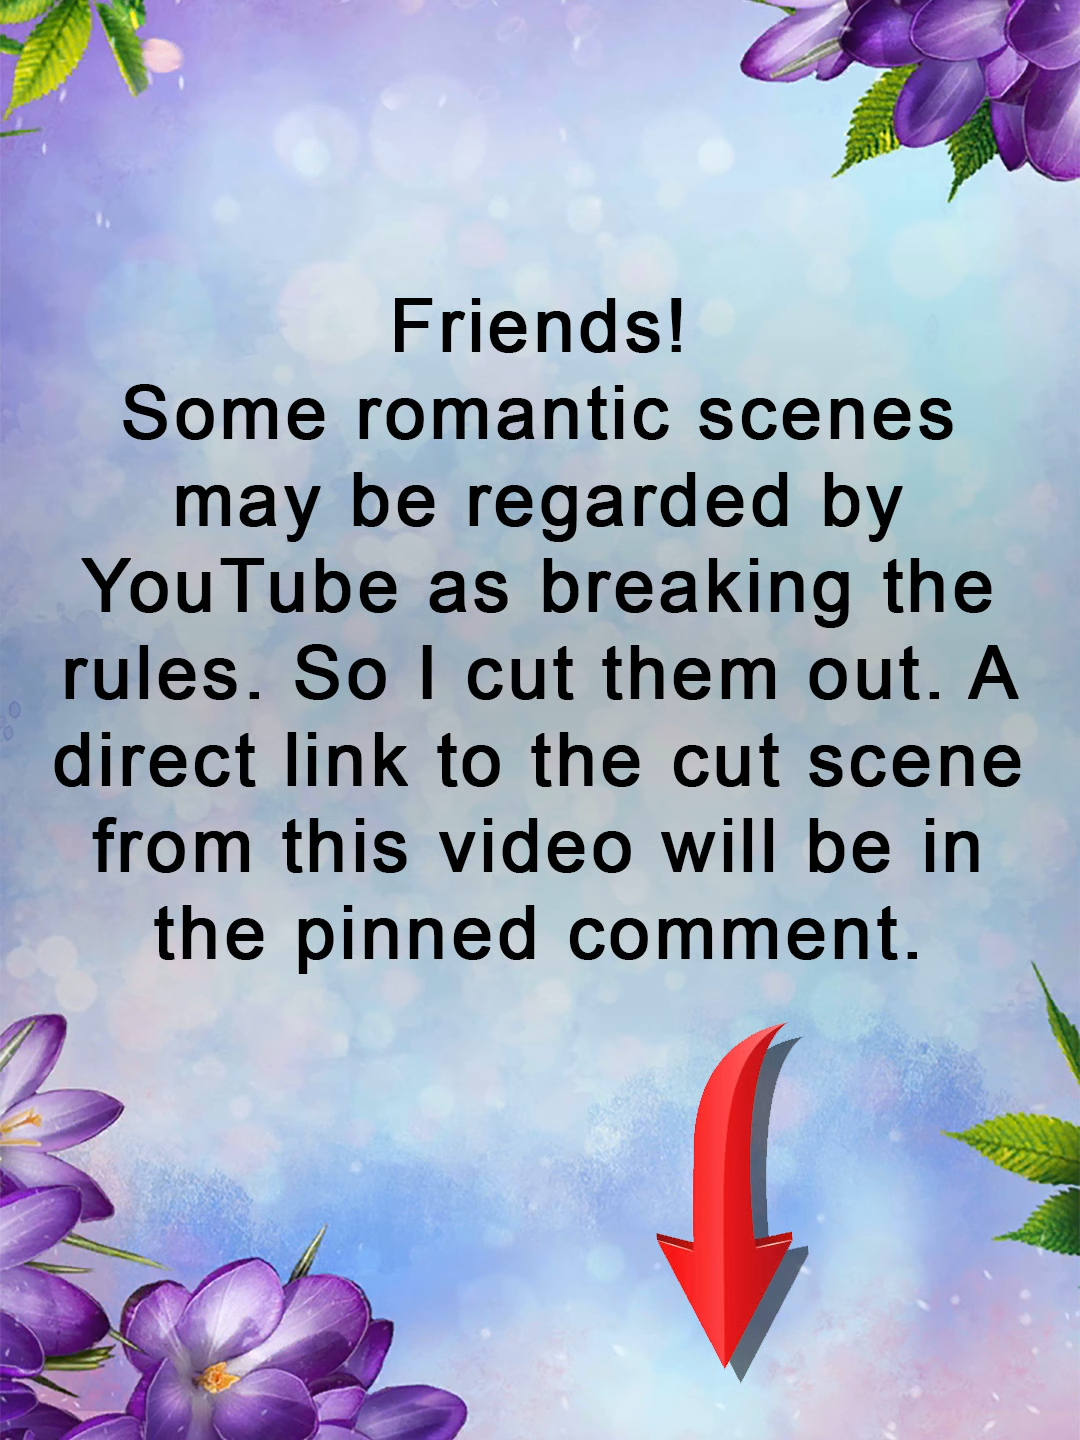 Friends!
Some romantic scenes
may be regarded by
YouTube as breaking the
rules. So I cut them out. A
direct link to the cut scene
from this video will be in
the pinned comment.